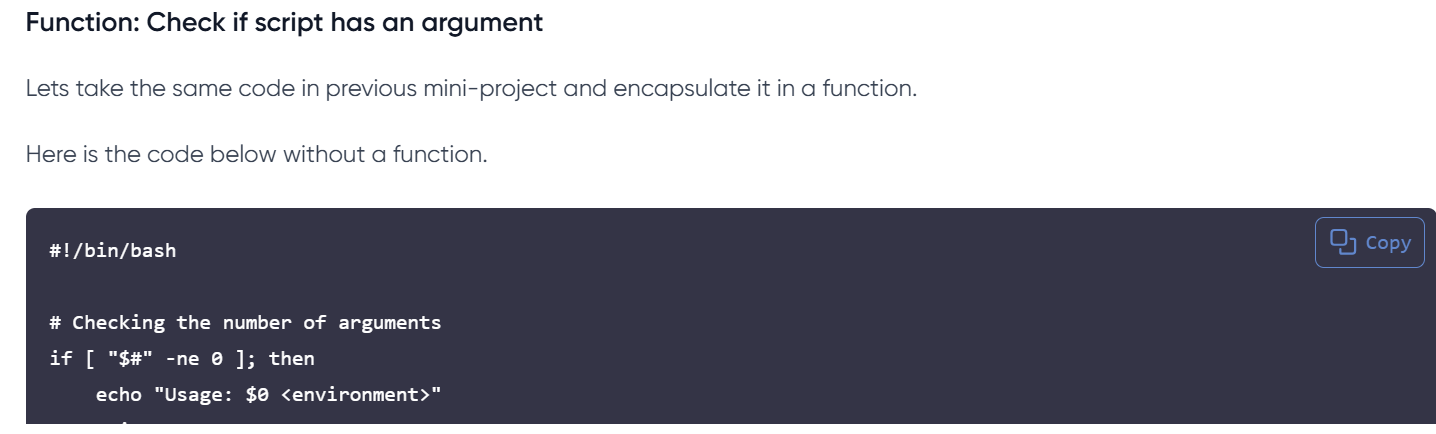 Function: Check if script has an argument
Lets take the same code in previous mini-project and encapsulate it in a function.
Here is the code below without a function.
Copy
#!/bin/bash
# Checking the number of arguments
if [ "$#" -ne 0 ]; then
    echo "Usage: $0 <environment>"